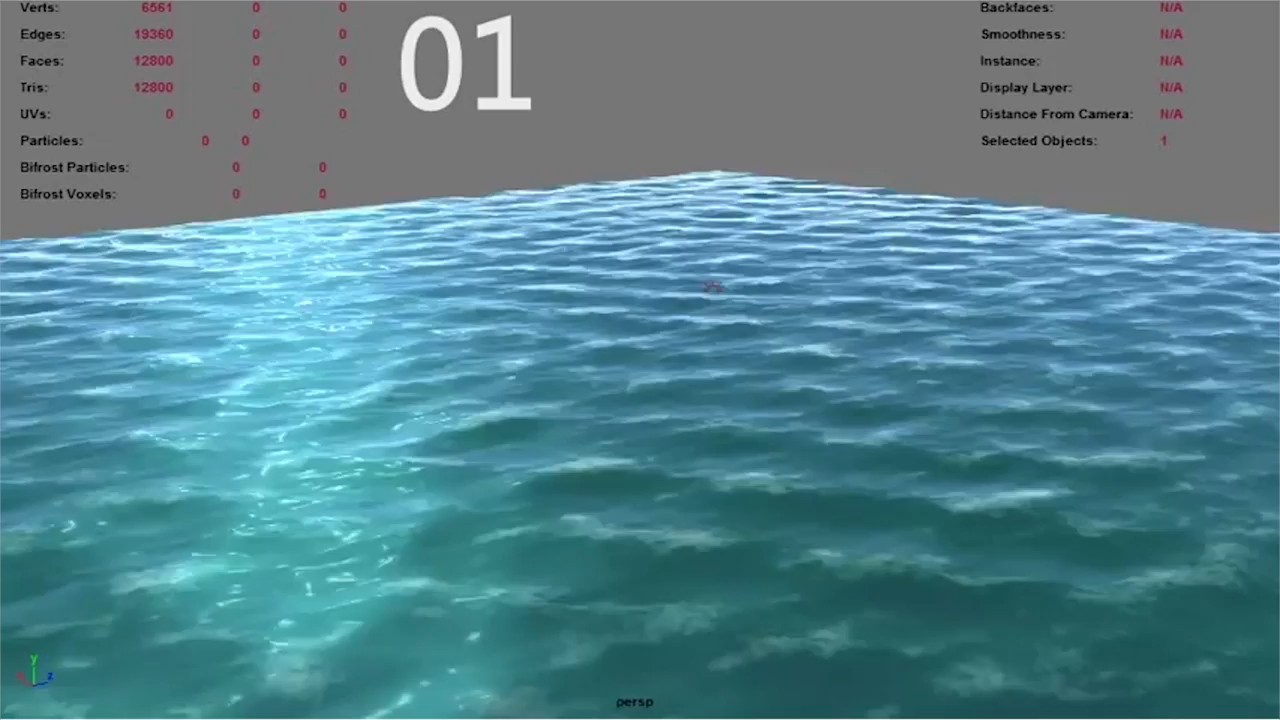 Verts: 6561 0 0
Edges: 19360 0 0
Faces: 12800 0 0
Tris: 12800 0 0
UVs: 0 0 0
Particles: 0 0
Bifrost Particles: 0 0
Bifrost Voxels: 0 0
01
Backfaces: N/A
Smoothness: N/A
Instance: N/A
Display Layer: N/A
Distance From Camera: N/A
Selected Objects: 1
y
z
persp